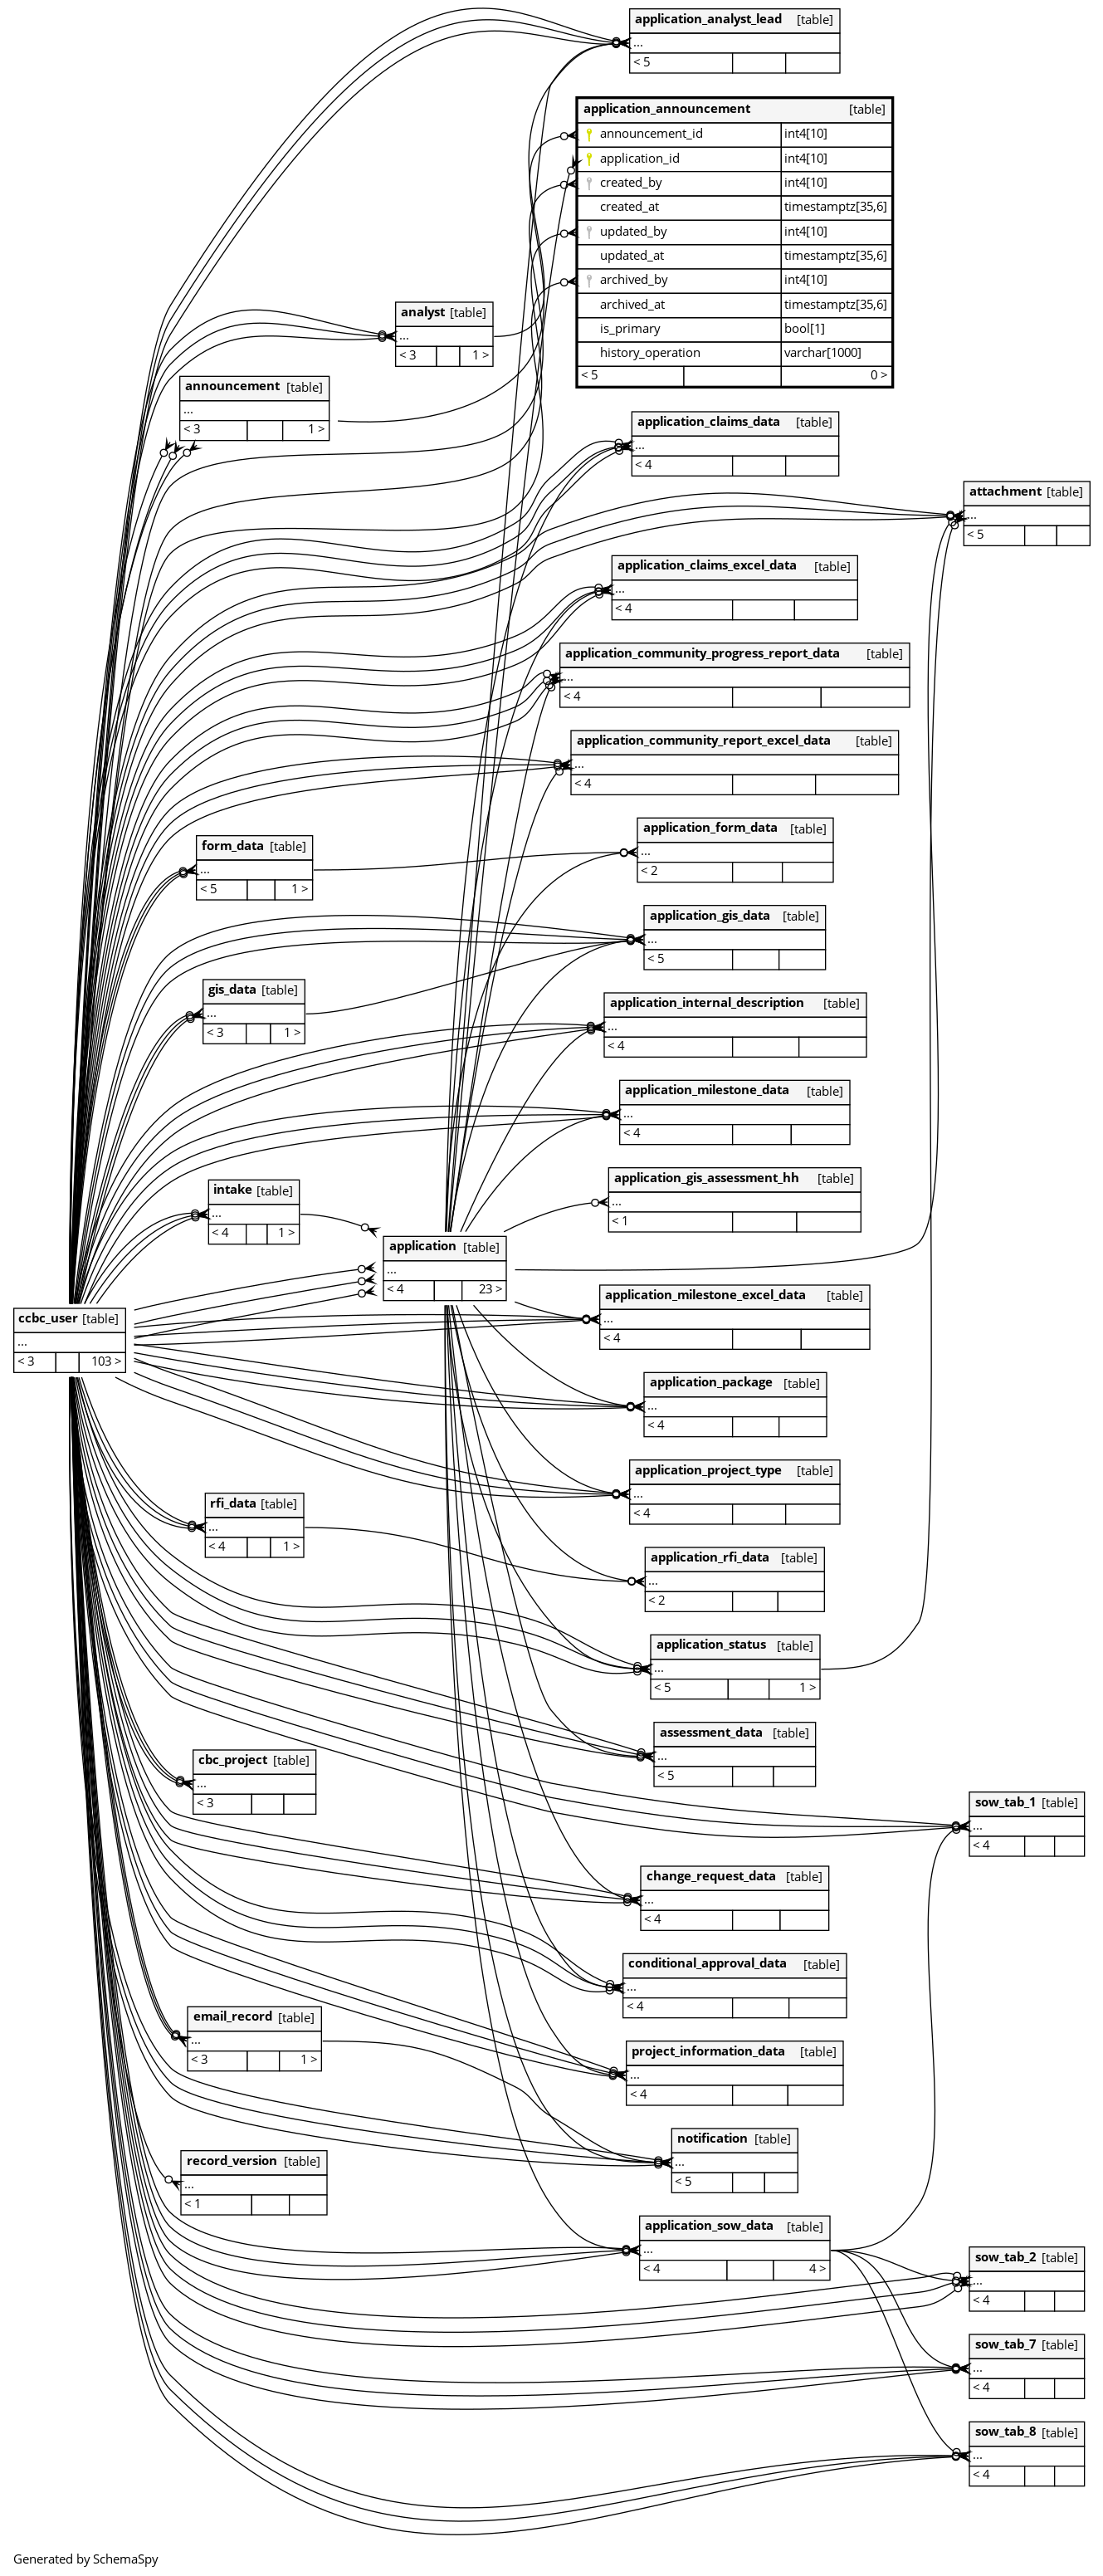 application_analyst_lead [table]
...
< 5
application_announcement [table]
announcement_id int4[10]
application_id int4[10]
created_by int4[10]
created_at timestamptz[35,6]
updated_by int4[10]
updated_at timestamptz[35,6]
archived_by int4[10]
archived_at timestamptz[35,6]
is_primary bool[1]
history_operation varchar[1000]
< 5 0 >
analyst [table]
...
< 3 1 >
announcement [table]
...
< 3 1 >
application_claims_data [table]
...
< 4
attachment [table]
...
< 5
application_claims_excel_data [table]
...
< 4
application_community_progress_report_data [table]
...
< 4
application_community_report_excel_data [table]
...
< 4
application_form_data [table]
...
< 2
form_data [table]
...
< 5 1 >
application_gis_data [table]
...
< 5
gis_data [table]
...
< 3 1 >
application_internal_description [table]
...
< 4
application_milestone_data [table]
...
< 4
application_gis_assessment_hh [table]
...
< 1
intake [table]
...
< 4 1 >
application [table]
...
< 4 23 >
application_milestone_excel_data [table]
...
< 4
ccbc_user [table]
...
< 3 103 >
application_package [table]
...
< 4
application_project_type [table]
...
< 4
rfi_data [table]
...
< 4 1 >
application_rfi_data [table]
...
< 2
application_status [table]
...
< 5 1 >
assessment_data [table]
...
< 5
cbc_project [table]
...
< 3
sow_tab_1 [table]
...
< 4
change_request_data [table]
...
< 4
conditional_approval_data [table]
...
< 4
email_record [table]
...
< 3 1 >
project_information_data [table]
...
< 4
notification [table]
...
< 5
record_version [table]
...
< 1
application_sow_data [table]
...
< 4 4 >
sow_tab_2 [table]
...
< 4
sow_tab_7 [table]
...
< 4
sow_tab_8 [table]
...
< 4
Generated by SchemaSpy